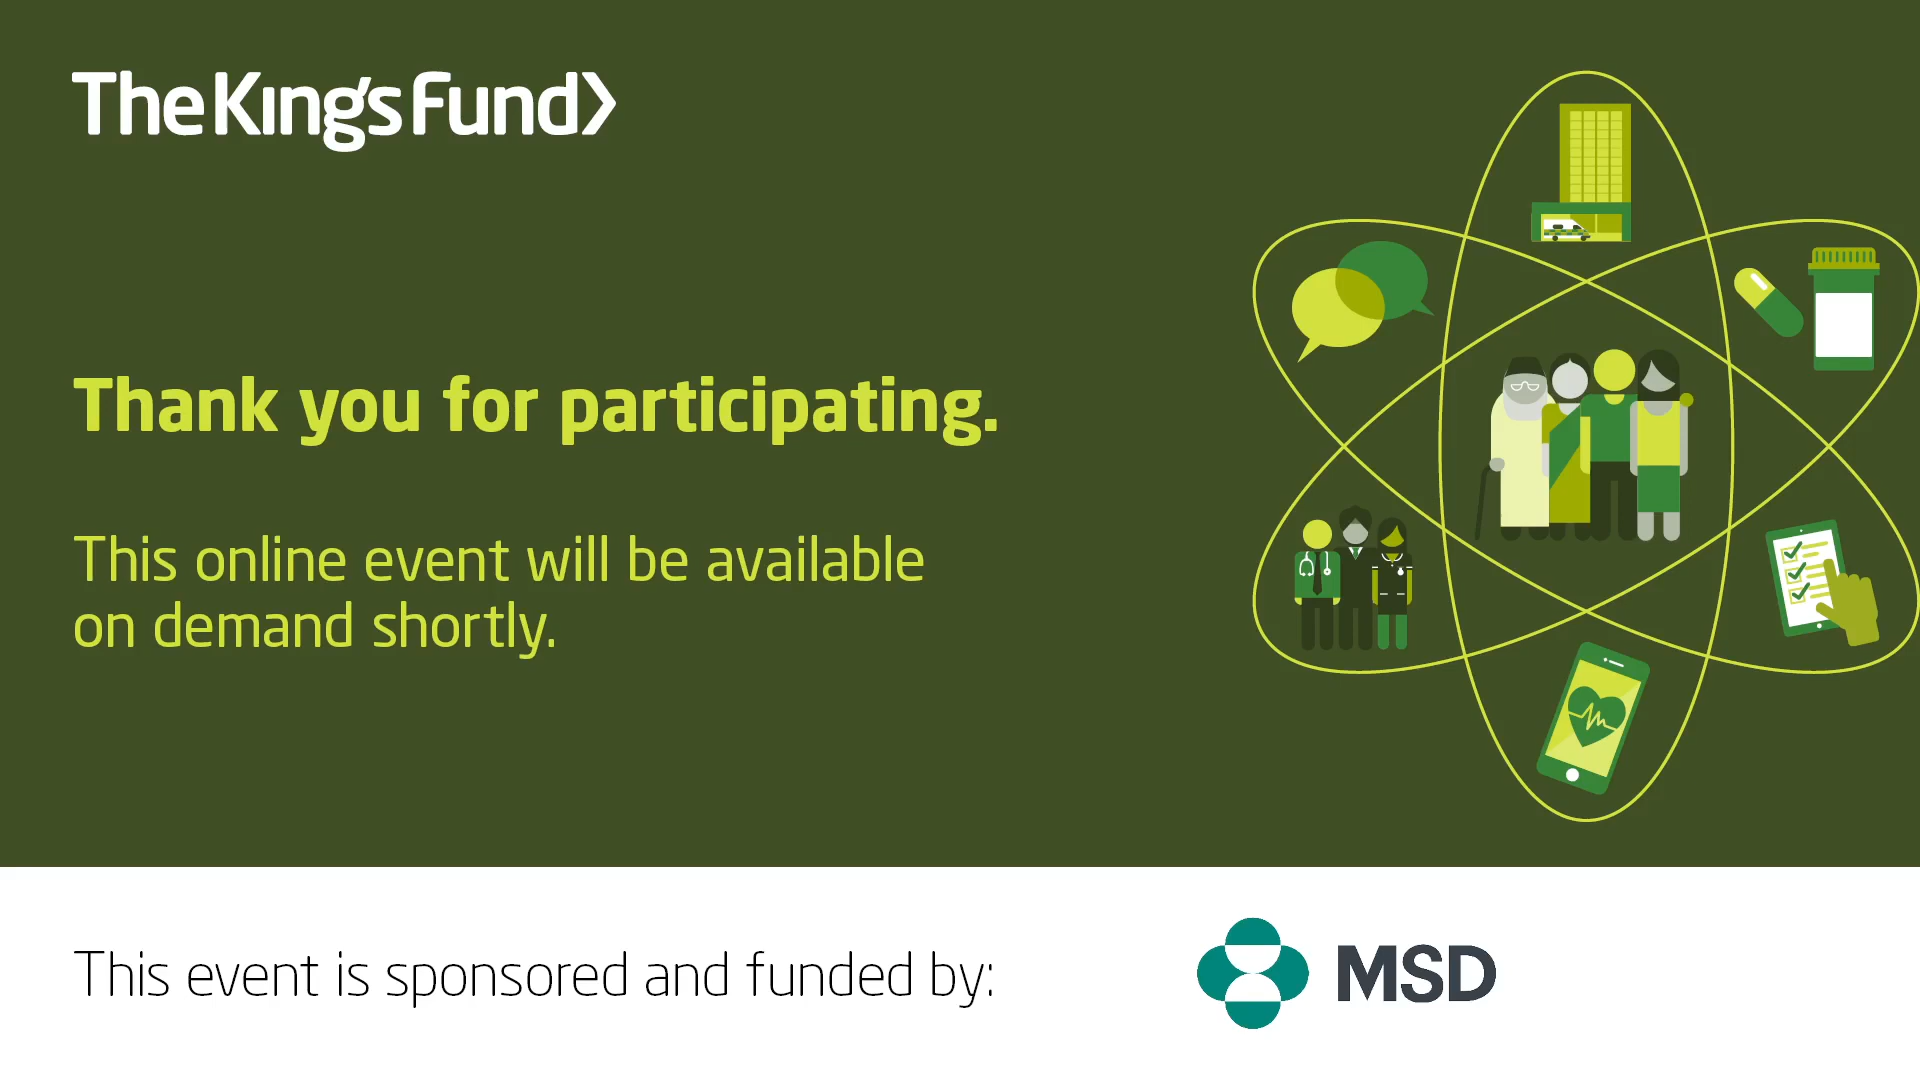 The King's Fund
Thank you for participating.
This online event will be available
on demand shortly.
This event is sponsored and funded by:
MSD